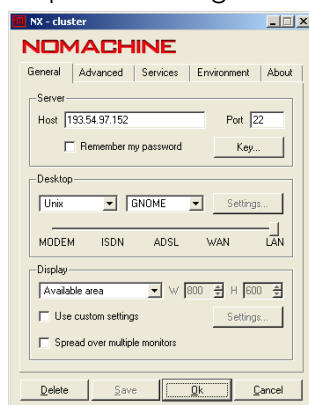 NX - cluster
NOMACHINE
General Advanced Services Environment About
Server
Host 193.54.97.152 Port 22
Remember my password Key...
Desktop
Unix GNOME Settings...
MODEM ISDN ADSL WAN LAN
Display
Available area W 800 H 600
Use custom settings Settings...
Spread over multiple monitors
Delete Save Ok Cancel